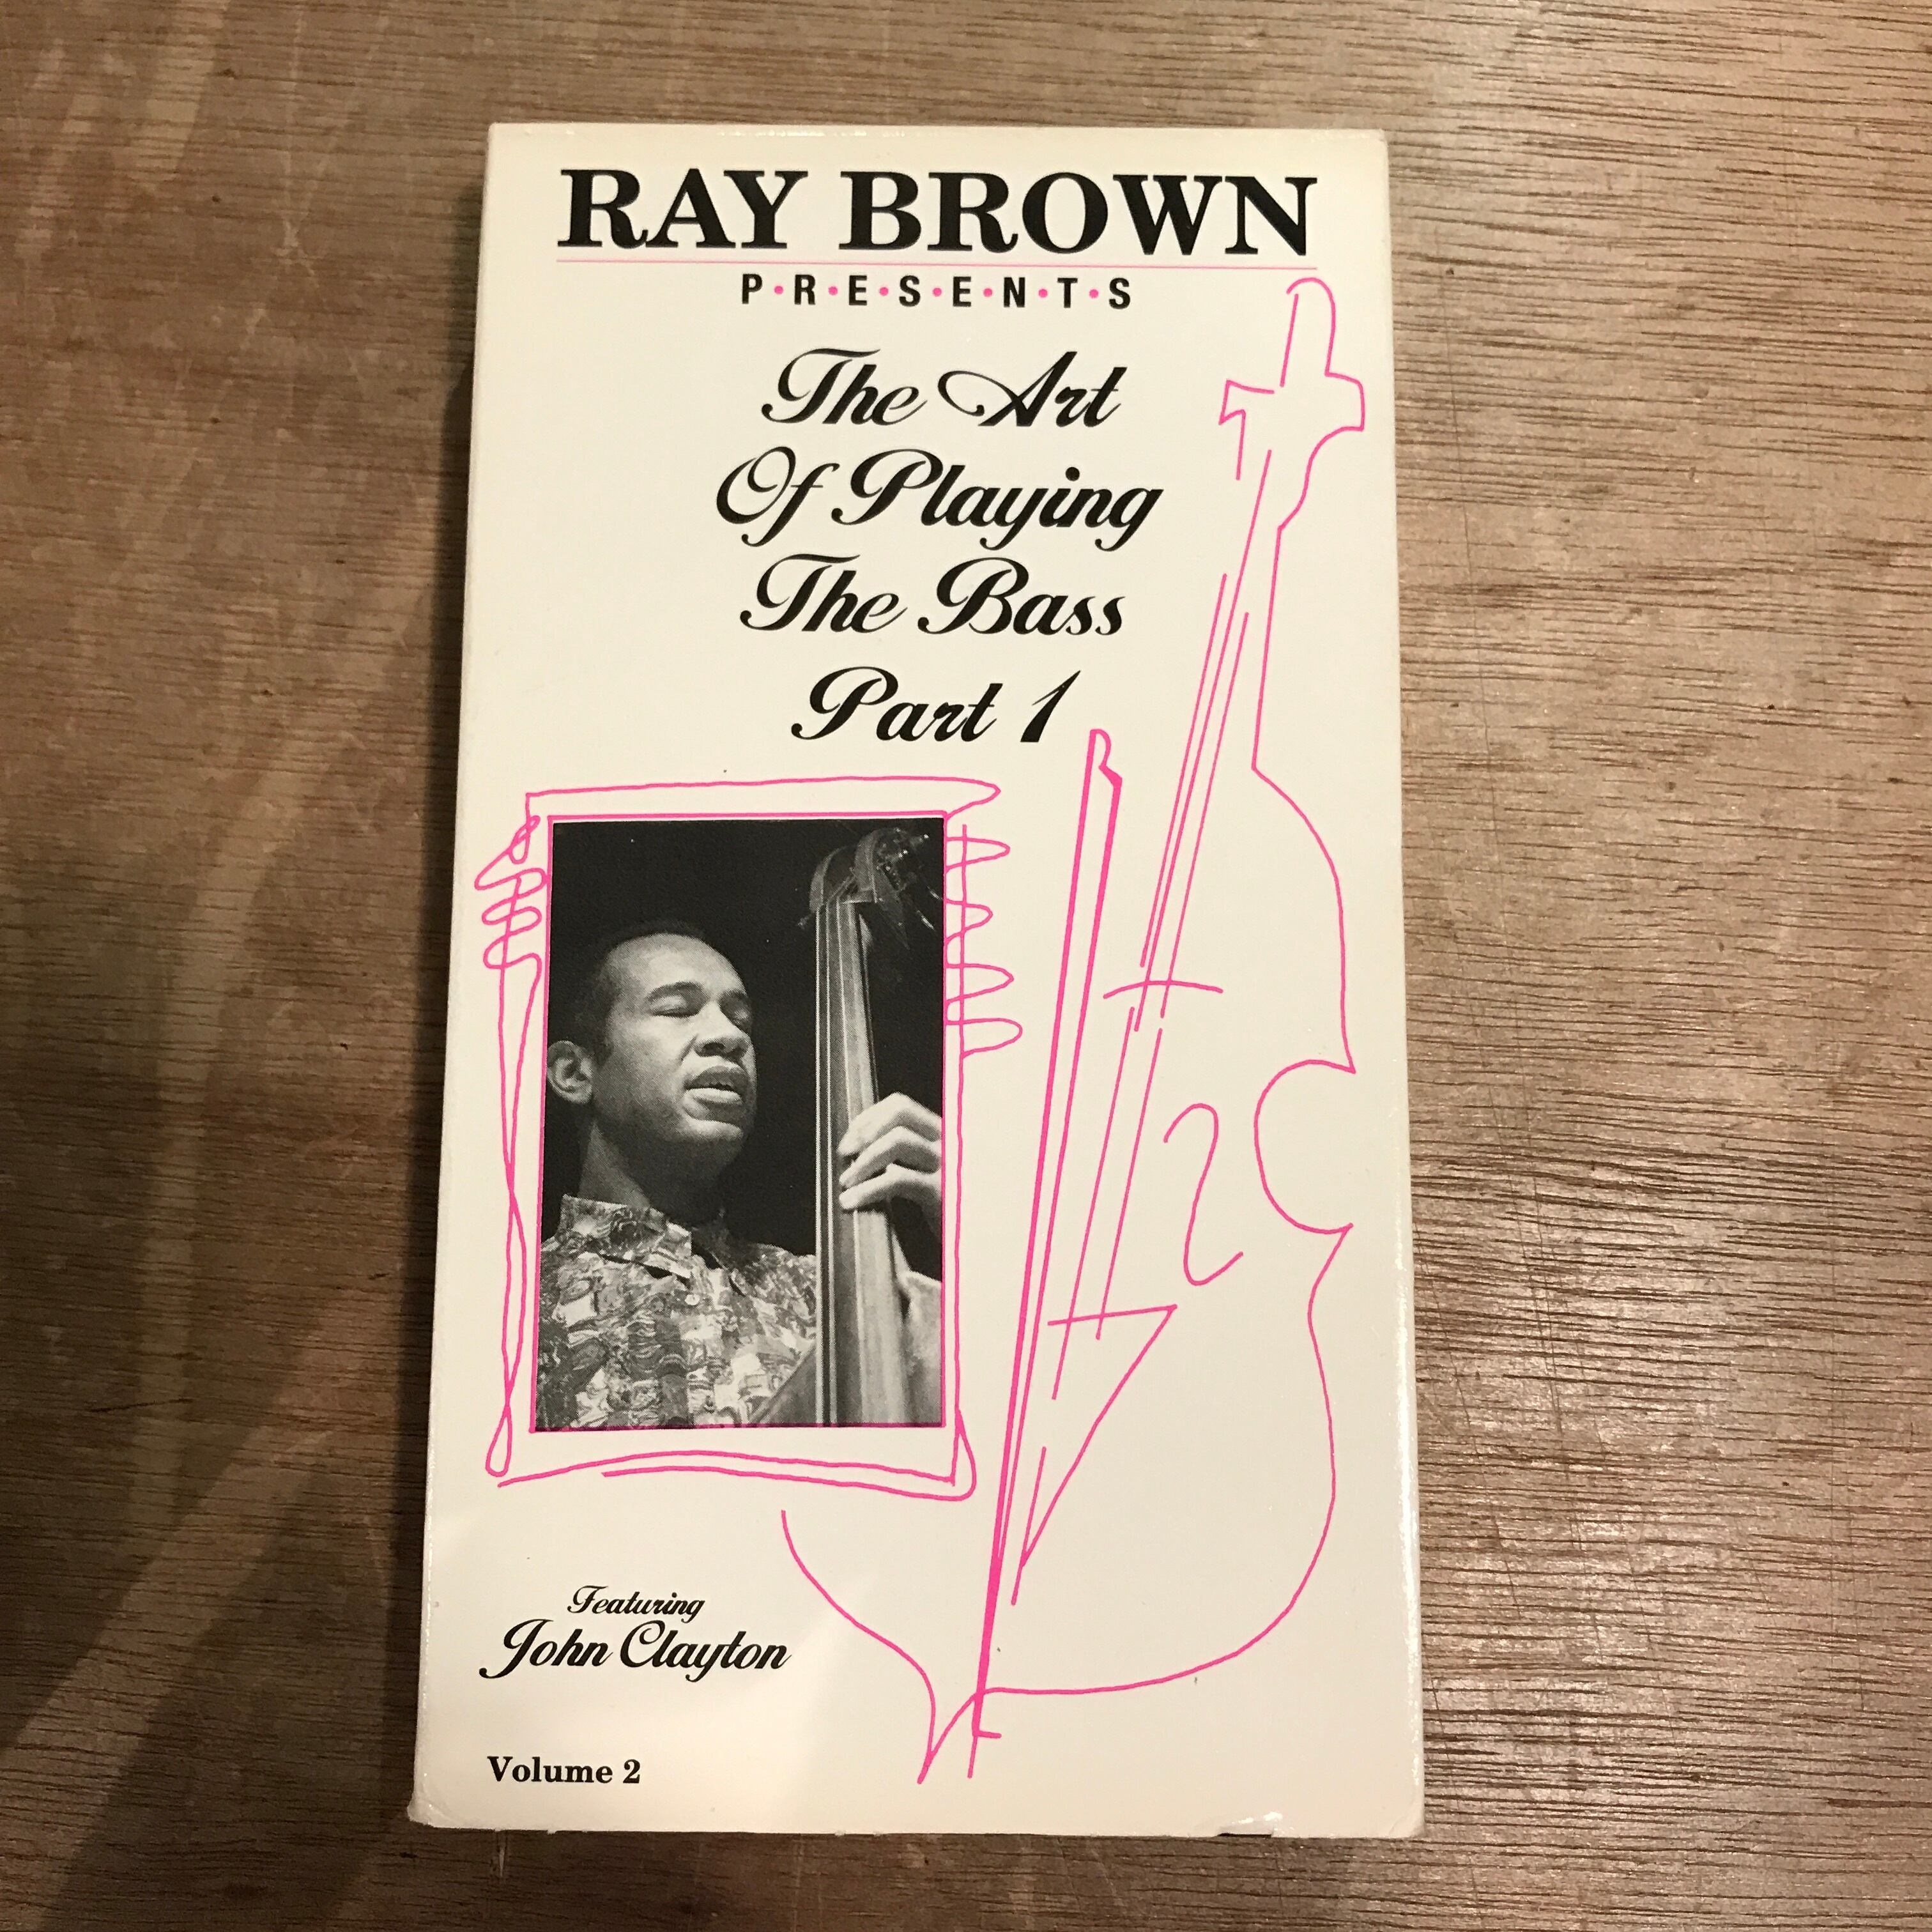 RAY BROWN
P·R·E·S·E·N·T·S
The Art
Of Playing
The Bass
Part 1
Featuring
John Clayton
Volume 2